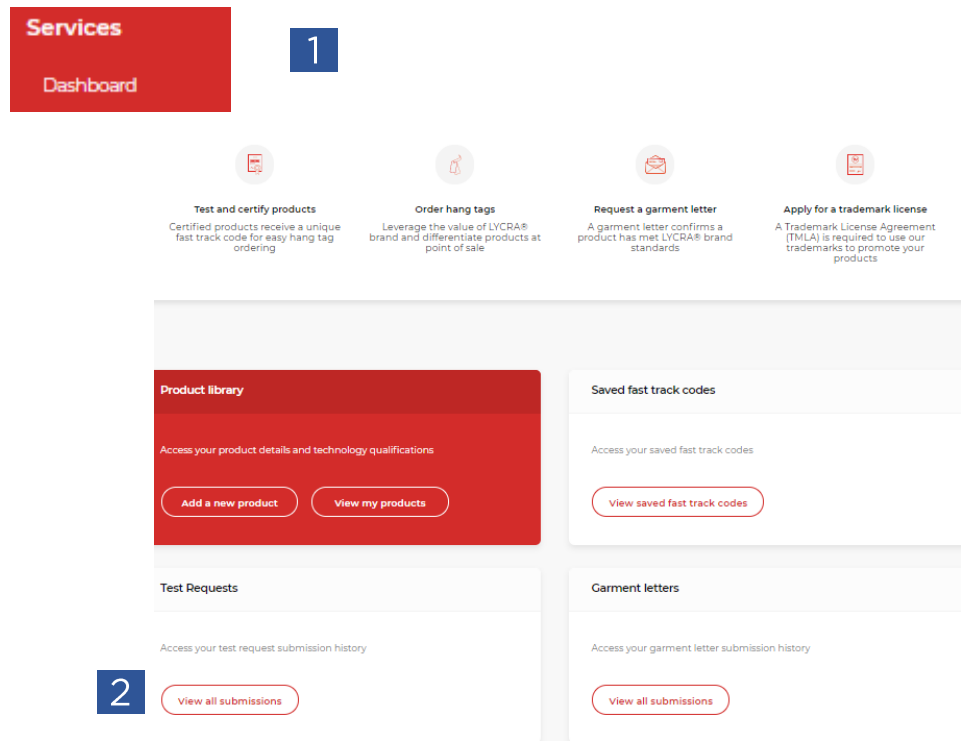 Services
1
Dashboard
Test and certify products
Certified products receive a unique
fast track code for easy hang tag
ordering
Order hang tags
Leverage the value of LYCRA®
brand and differentiate products at
point of sale
Request a garment letter
A garment letter confirms a
product has met LYCRA® brand
standards
Apply for a trademark license
A Trademark License Agreement
(TMLA) is required to use our
trademarks to promote your
products
Product library
Access your product details and technology qualifications
Add a new product
View my products
Saved fast track codes
Access your saved fast track codes
View saved fast track codes
Test Requests
Access your test request submission history
2
View all submissions
Garment letters
Access your garment letter submission history
View all submissions